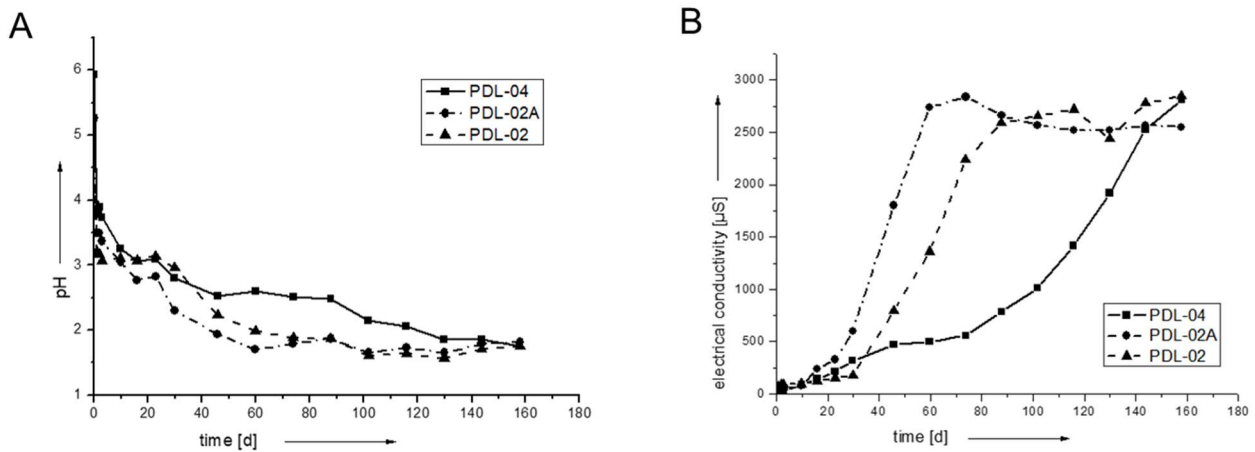 A
6
5
4
3
2
1
pH
0 20 40 60 80 100 120 140 160 180
time [d]
PDL-04
PDL-02A
PDL-02
B
3000
2500
2000
1500
1000
500
0
electrical conductivity [µS]
0 20 40 60 80 100 120 140 160 180
time [d]
PDL-04
PDL-02A
PDL-02